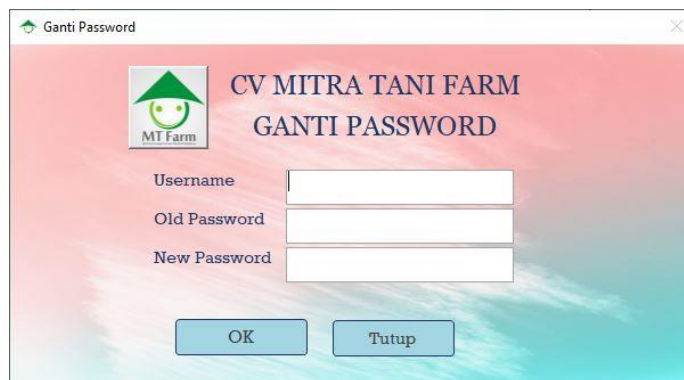 Ganti Password
CV MITRA TANI FARM
GANTI PASSWORD
MT Farm
Username
Old Password
New Password
OK
Tutup